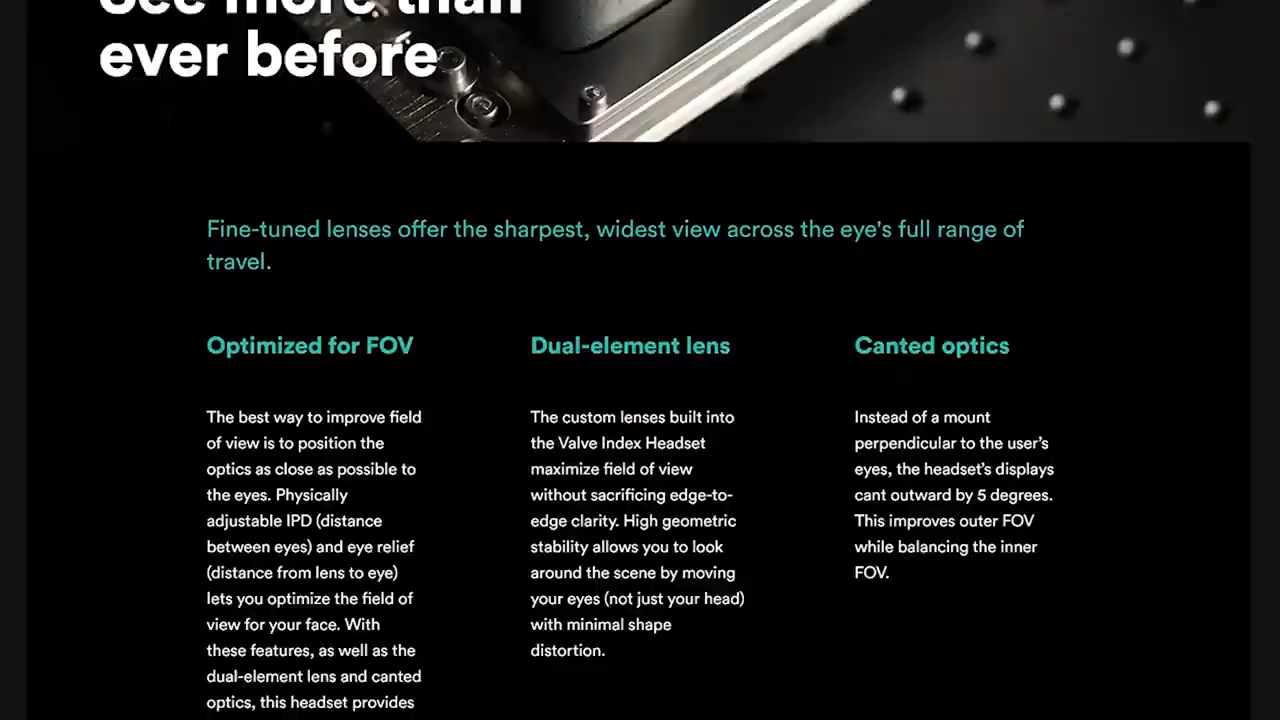 See more than
ever before
Fine-tuned lenses offer the sharpest, widest view across the eye's full range of
travel.
Optimized for FOV
The best way to improve field
of view is to position the
optics as close as possible to
the eyes. Physically
adjustable IPD (distance
between eyes) and eye relief
(distance from lens to eye)
lets you optimize the field of
view for your face. With
these features, as well as the
dual-element lens and canted
optics, this headset provides
Dual-element lens
The custom lenses built into
the Valve Index Headset
maximize field of view
without sacrificing edge-to-
edge clarity. High geometric
stability allows you to look
around the scene by moving
your eyes (not just your head)
with minimal shape
distortion.
Canted optics
Instead of a mount
perpendicular to the user’s
eyes, the headset’s displays
cant outward by 5 degrees.
This improves outer FOV
while balancing the inner
FOV.